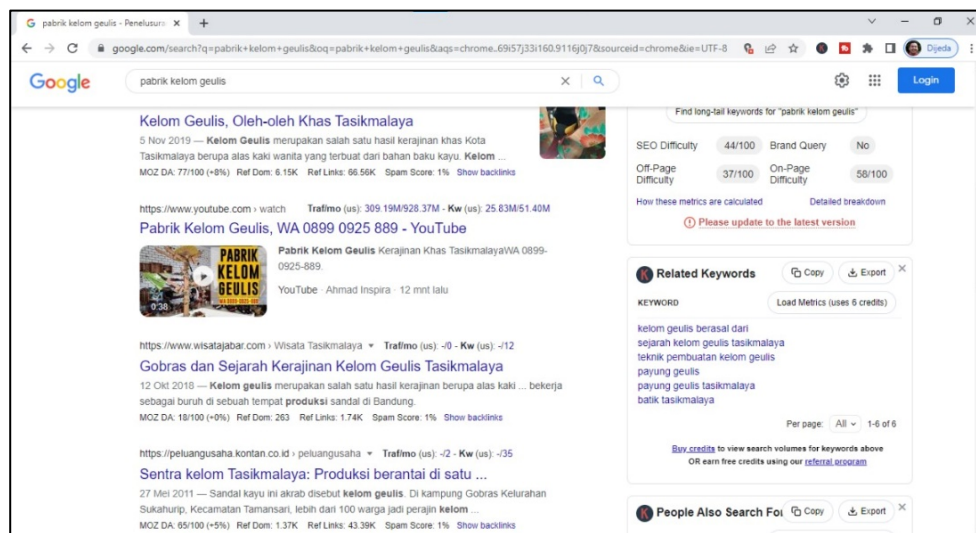 pabrik kelom geulis - Penelusura
google.com/search?q=pabrik+kelom+geulis&oq=pabrik+kelom+geulis&aqs=chrome..69i57j33i160.9116j0j7&sourceid=chrome&ie=UTF-8
Dijeda
Google
pabrik kelom geulis
Login
Kelom Geulis, Oleh-oleh Khas Tasikmalaya
5 Nov 2019 — Kelom Geulis merupakan salah satu hasil kerajinan khas Kota
Tasikmalaya berupa alas kaki wanita yang terbuat dari bahan baku kayu. Kelom ...
MOZ DA: 77/100 (+8%) Ref Dom: 6.15K Ref Links: 66.56K Spam Score: 1% Show backlinks
https://www.youtube.com › watch Traf/mo (us): 309.19M/928.37M - Kw (us): 25.83M/51.40M
Pabrik Kelom Geulis, WA 0899 0925 889 - YouTube
PABRIK
KELOM
GEULIS
WA 0899-0925-889
0:38
Pabrik Kelom Geulis Kerajinan Khas TasikmalayaWA 0899-
0925-889.
YouTube · Ahmad Inspira · 12 mnt lalu
https://www.wisatajabar.com › Wisata Tasikmalaya Traf/mo (us): -/0 - Kw (us): -/12
Gobras dan Sejarah Kerajinan Kelom Geulis Tasikmalaya
12 Okt 2018 — Kelom geulis merupakan salah satu hasil kerajinan berupa alas kaki ... bekerja
sebagai buruh di sebuah tempat produksi sandal di Bandung.
MOZ DA: 18/100 (+0%) Ref Dom: 263 Ref Links: 1.74K Spam Score: 1% Show backlinks
https://peluangusaha.kontan.co.id › peluangusaha Traf/mo (us): -/2 - Kw (us): -/35
Sentra kelom Tasikmalaya: Produksi berantai di satu ...
27 Mei 2011 — Sandal kayu ini akrab disebut kelom geulis. Di kampung Gobras Kelurahan
Sukahurip, Kecamatan Tamansari, lebih dari 100 warga jadi perajin kelom ...
MOZ DA: 65/100 (+5%) Ref Dom: 1.37K Ref Links: 43.39K Spam Score: 1% Show backlinks
Find long-tail keywords for "pabrik kelom geulis"
SEO Difficulty 44/100 Brand Query No
Off-Page Difficulty 37/100 On-Page Difficulty 58/100
How these metrics are calculated Detailed breakdown
Please update to the latest version
Related Keywords Copy Export
KEYWORD Load Metrics (uses 6 credits)
kelom geulis berasal dari
sejarah kelom geulis tasikmalaya
teknik pembuatan kelom geulis
payung geulis
payung geulis tasikmalaya
batik tasikmalaya
Per page: All 1-6 of 6
Buy credits to view search volumes for keywords above
OR earn free credits using our referral program
People Also Search Fo Copy Export